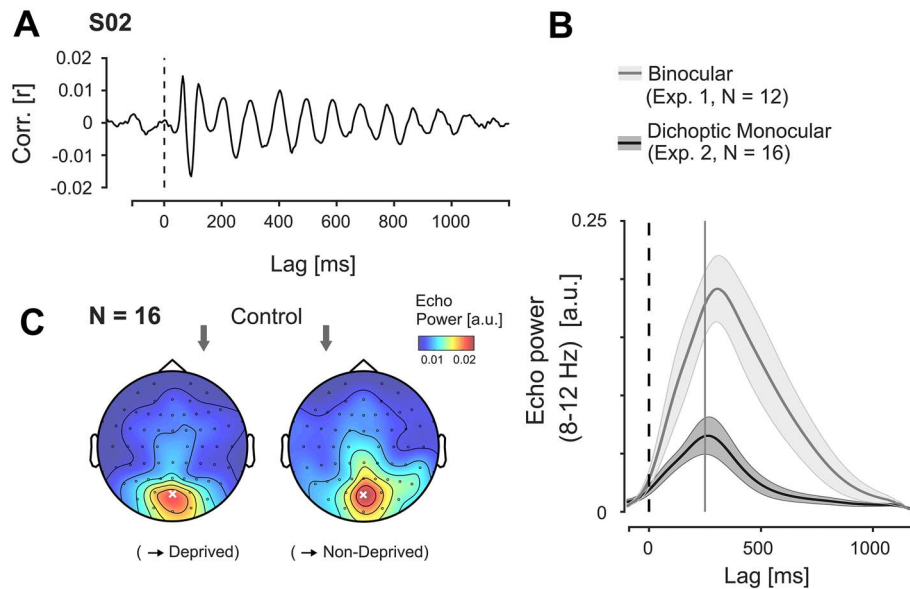 A
S02
Corr. [r]
0.02
0.01
0
-0.01
-0.02
0
200
400
600
800
1000
Lag [ms]
B
Binocular
(Exp. 1, N = 12)
Dichoptic Monocular
(Exp. 2, N = 16)
Echo power
(8-12 Hz) [a.u.]
0.25
0
0
500
1000
Lag [ms]
C
N = 16
Control
Echo
Power [a.u.]
0.01
0.02
( → Deprived)
( → Non-Deprived)